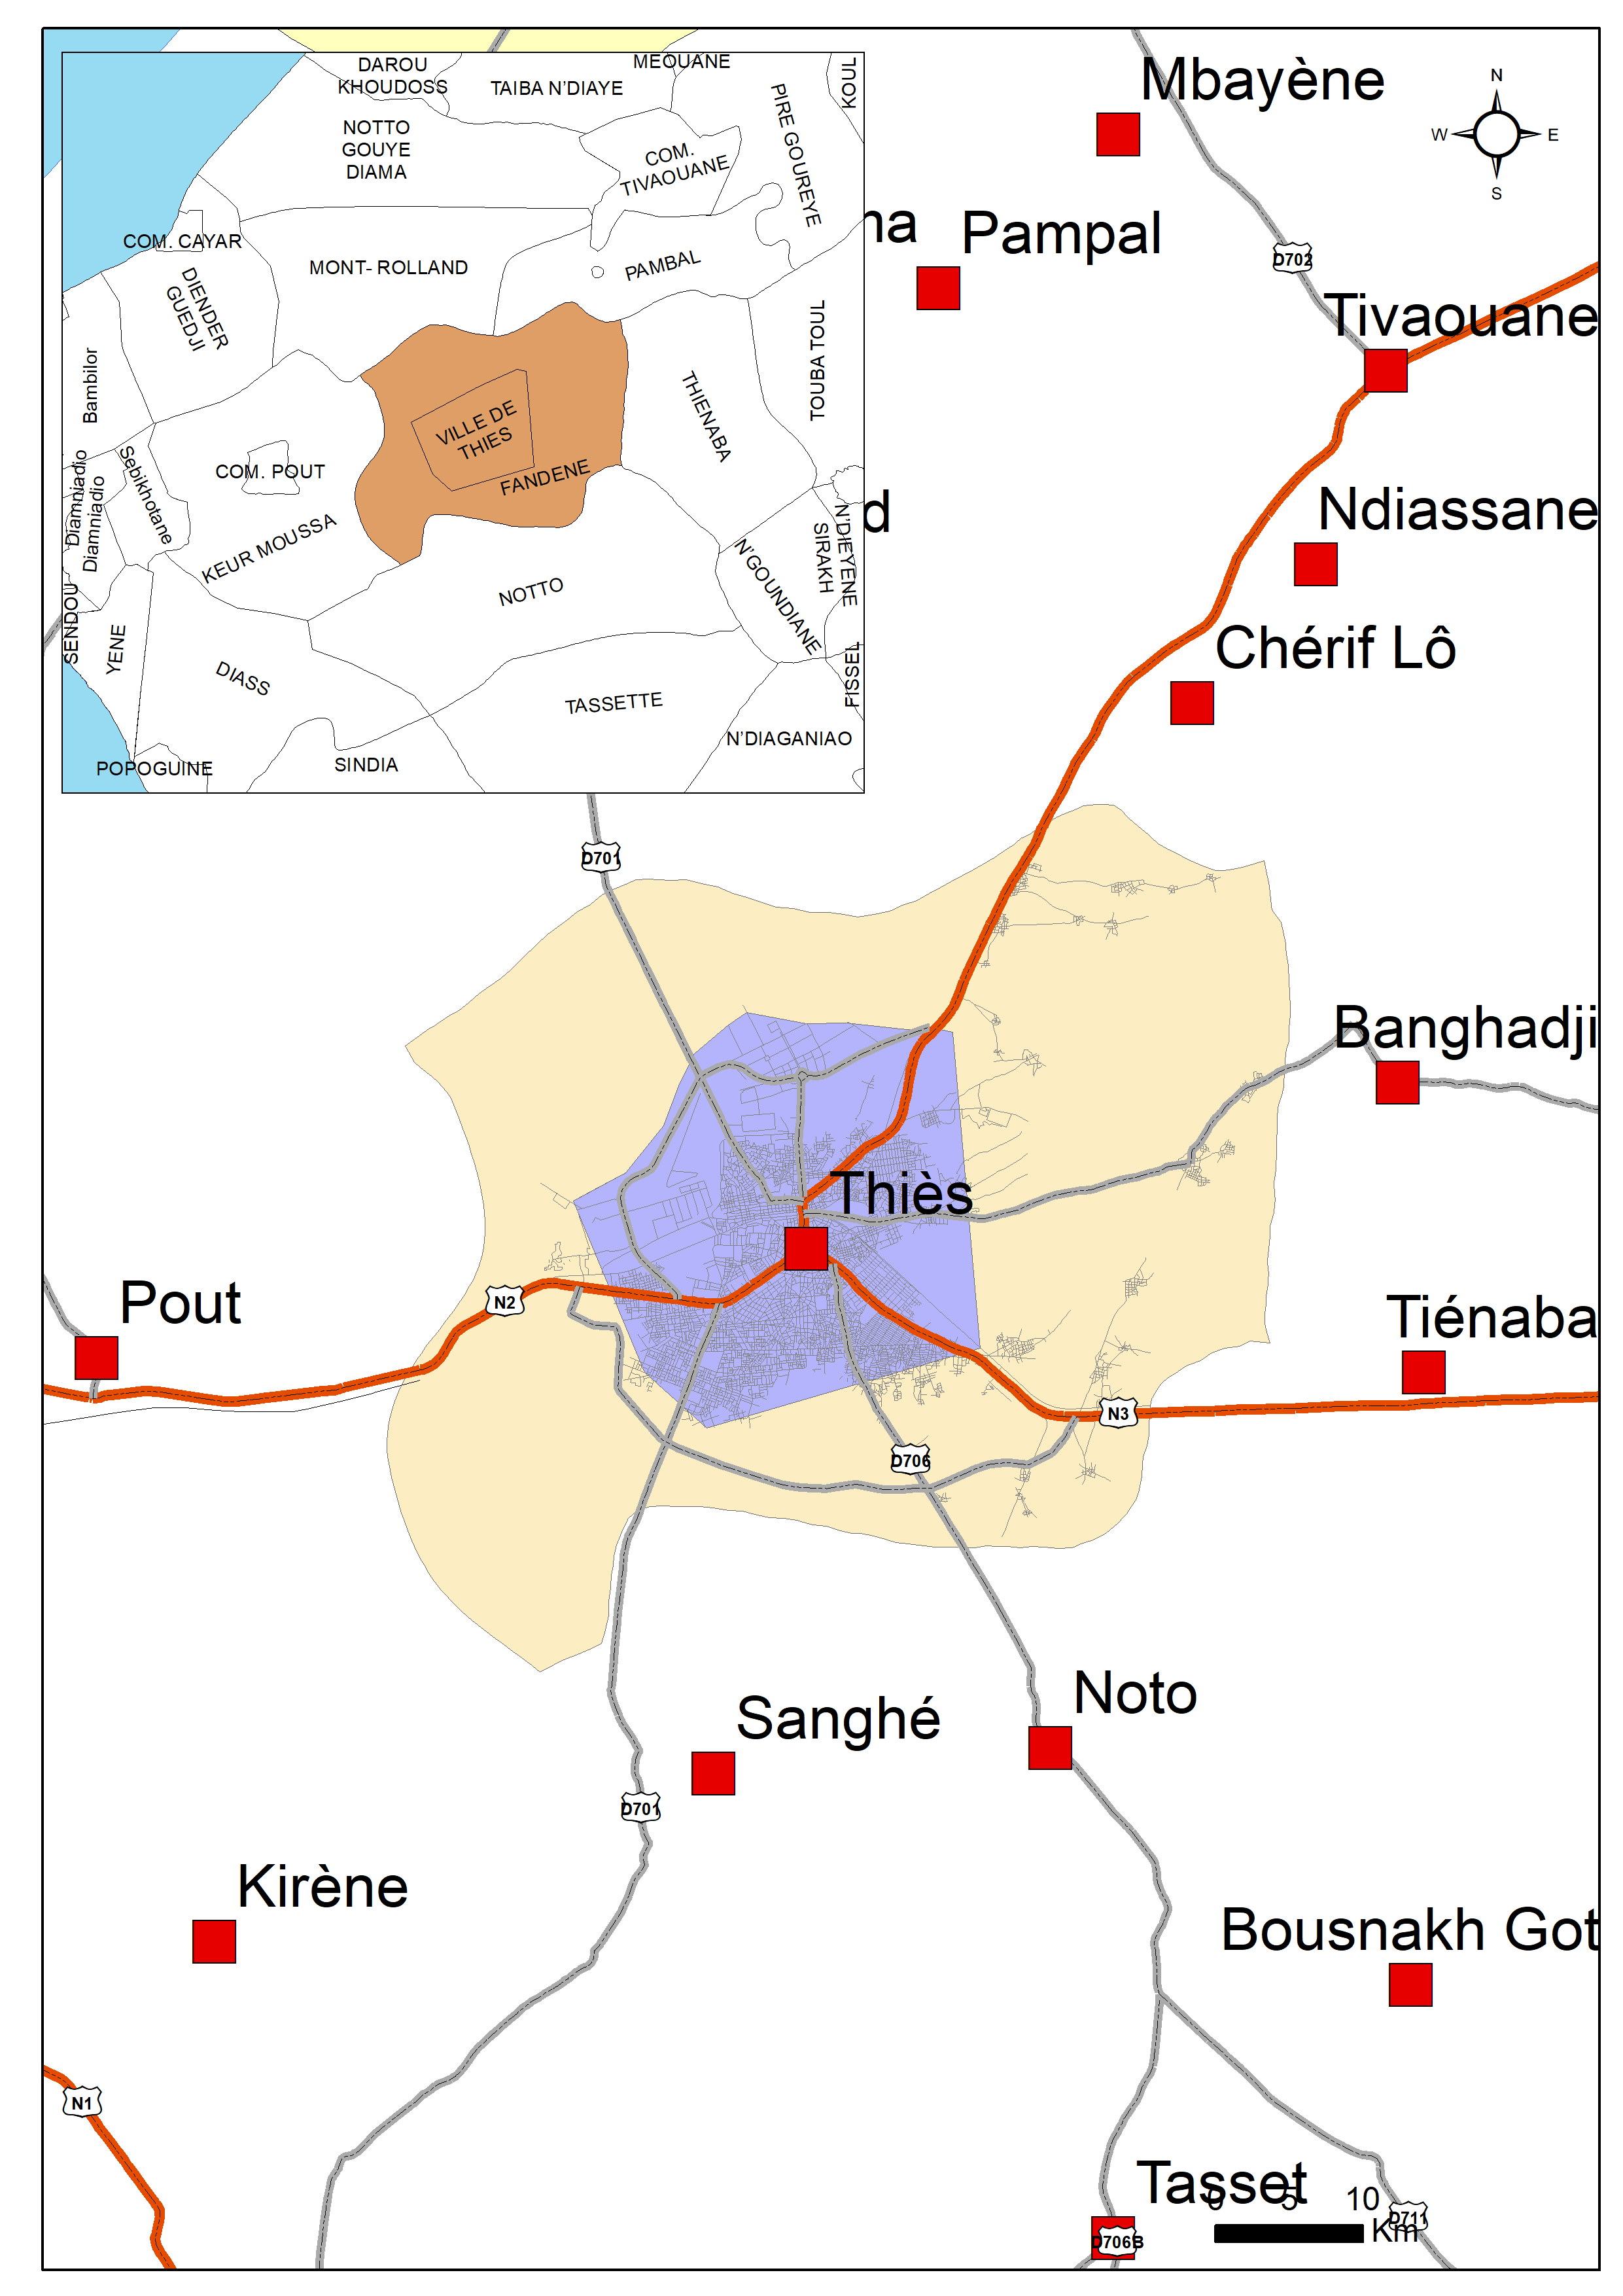 DAROU
KHOUDOSS
TAIBA N'DIAYE
MEOUANE
KOUL
NOTTO
GOUYE
DIAMA
COM.
TIVAOUANE
PIRE GOUREYE
COM. CAYAR
MONT- ROLLAND
PAMBAL
DIENDER
GUEDJI
Bambilor
VILLE DE
THIES
FANDENE
THIENABA
TOUBA TOUL
COM. POUT
Sebikhotane
Diamniadio
Diamniadio
KEUR MOUSSA
NOTTO
N'GOUNDIANE
N'DIEYENE
SIRAKH
SENDOU
YENE
DIASS
TASSETTE
FISSEL
N'DIAGANIAO
POPOGUINE
SINDIA
na
d
Mbayène
N
W
E
S
Pampal
D702
Tivaouane
Ndiassane
Chérif Lô
D701
Banghadji
Thiès
Pout
N2
Tiénaba
N3
D706
Noto
Sanghé
D701
Kirène
Bousnakh Got
N1
Tasset
0 5 10
Km
D711
D706B